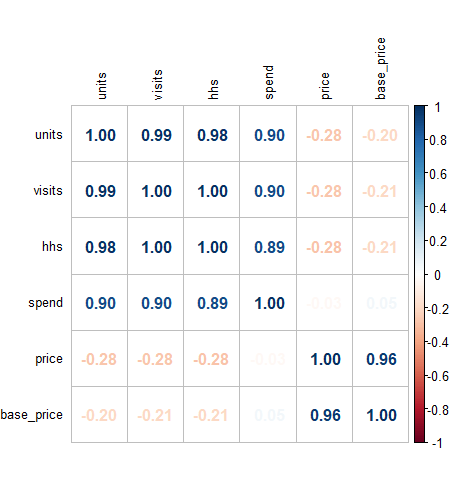 units visits hhs spend price base_price
units 1.00 0.99 0.98 0.90 -0.28 -0.20
visits 0.99 1.00 1.00 0.90 -0.28 -0.21
hhs 0.98 1.00 1.00 0.89 -0.28 -0.21
spend 0.90 0.90 0.89 1.00 -0.03 0.05
price -0.28 -0.28 -0.28 -0.03 1.00 0.96
base_price -0.20 -0.21 -0.21 0.05 0.96 1.00
1
0.8
0.6
0.4
0.2
0
-0.2
-0.4
-0.6
-0.8
-1